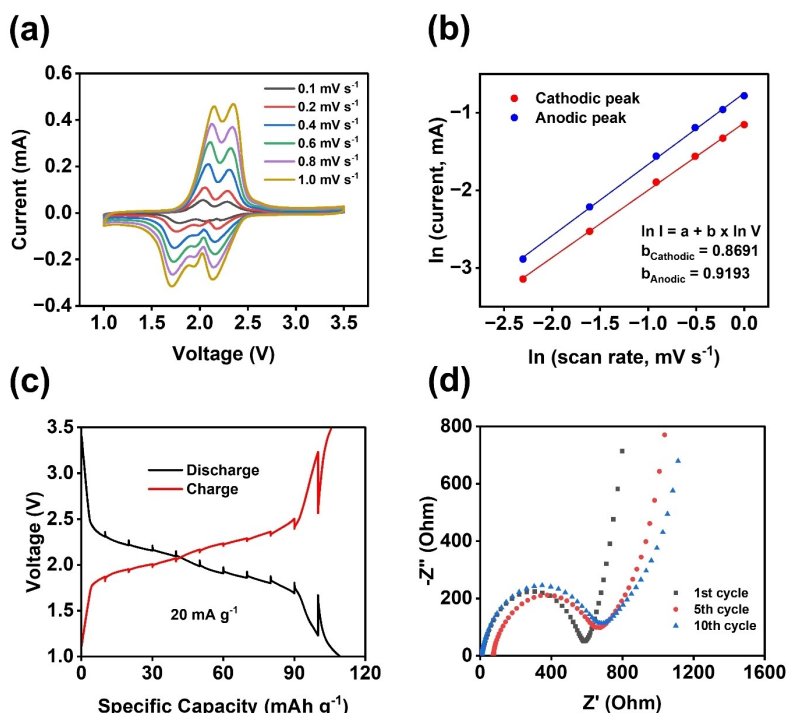 (a)
0.6
0.4
0.2
0.0
−0.2
−0.4
Current (mA)
0.1 mV s⁻¹
0.2 mV s⁻¹
0.4 mV s⁻¹
0.6 mV s⁻¹
0.8 mV s⁻¹
1.0 mV s⁻¹
1.0 1.5 2.0 2.5 3.0 3.5
Voltage (V)
(b)
−1
−2
−3
ln (current, mA)
Cathodic peak
Anodic peak
ln I = a + b x ln V
b_Cathodic = 0.8691
b_Anodic = 0.9193
−2.5 −2.0 −1.5 −1.0 −0.5 0.0
ln (scan rate, mV s⁻¹)
(c)
3.5
3.0
2.5
2.0
1.5
1.0
Voltage (V)
Discharge
Charge
20 mA g⁻¹
0 30 60 90 120
Specific Capacity (mAh g⁻¹)
(d)
800
600
400
200
0
-Z'' (Ohm)
1st cycle
5th cycle
10th cycle
0 400 800 1200 1600
Z' (Ohm)